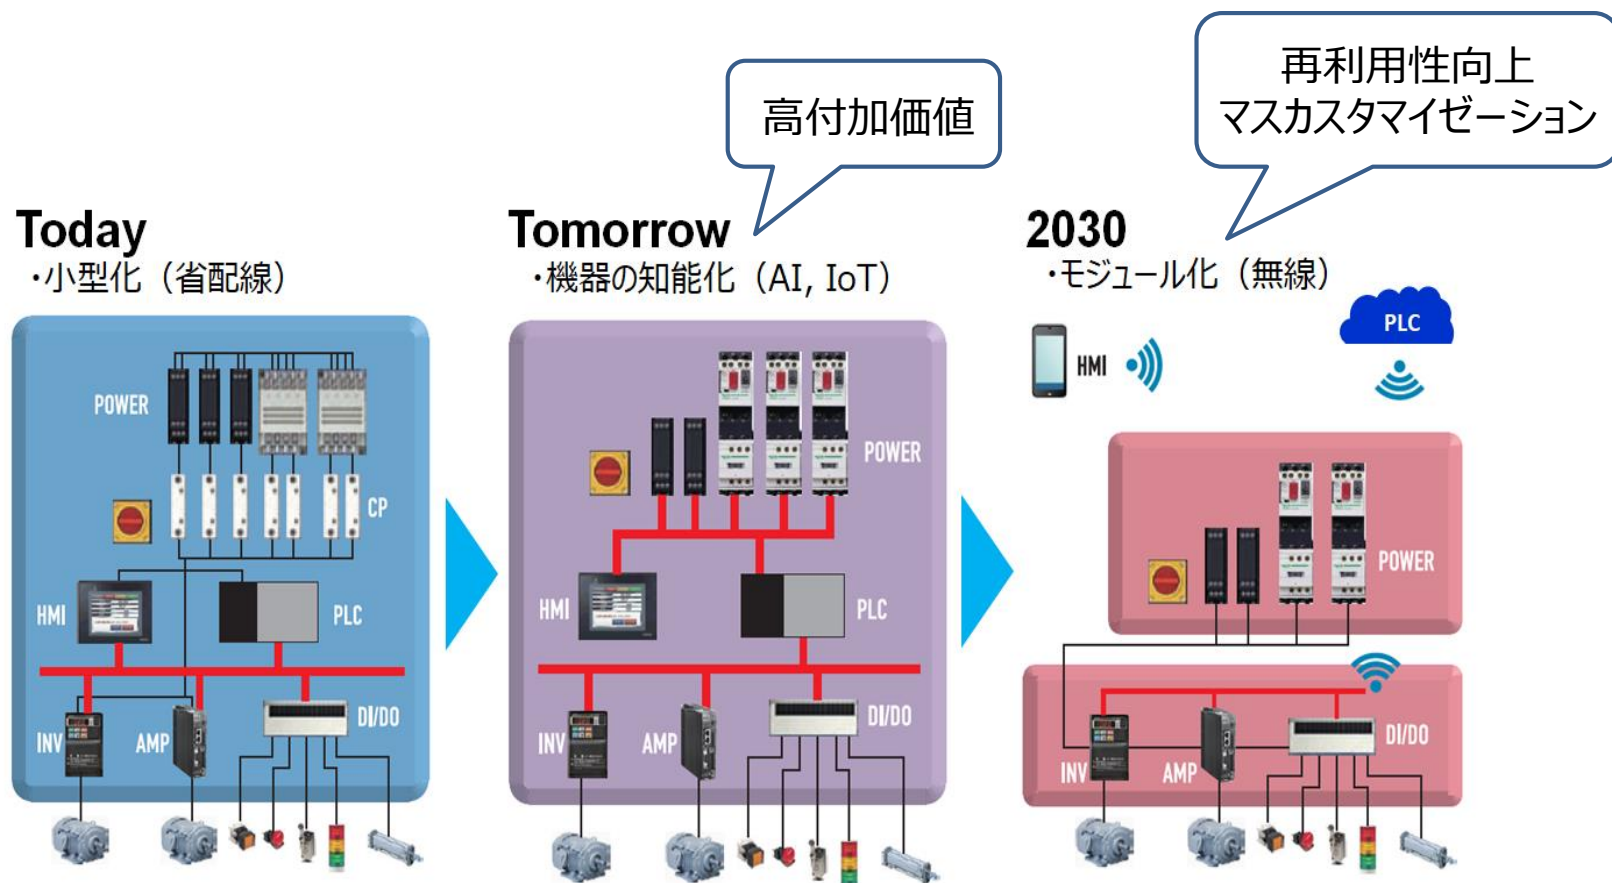 再利用性向上
マスカスタマイゼーション
高付加価値
Today
・小型化（省配線）
POWER
CP
HMI
PLC
INV
AMP
DI/DO
Tomorrow
・機器の知能化（AI, IoT）
POWER
HMI
PLC
INV
AMP
DI/DO
2030
・モジュール化（無線）
HMI
PLC
POWER
INV
AMP
DI/DO